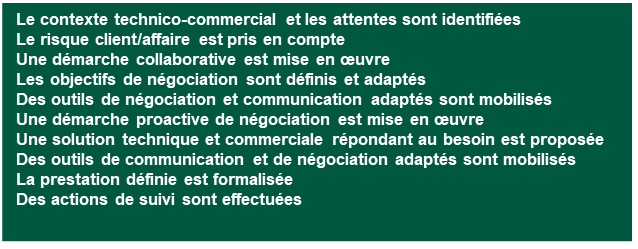 Le contexte technico-commercial et les attentes sont identifiées
Le risque client/affaire est pris en compte
Une démarche collaborative est mise en œuvre
Les objectifs de négociation sont définis et adaptés
Des outils de négociation et communication adaptés sont mobilisés
Une démarche proactive de négociation est mise en œuvre
Une solution technique et commerciale répondant au besoin est proposée
Des outils de communication et de négociation adaptés sont mobilisés
La prestation définie est formalisée
Des actions de suivi sont effectuées